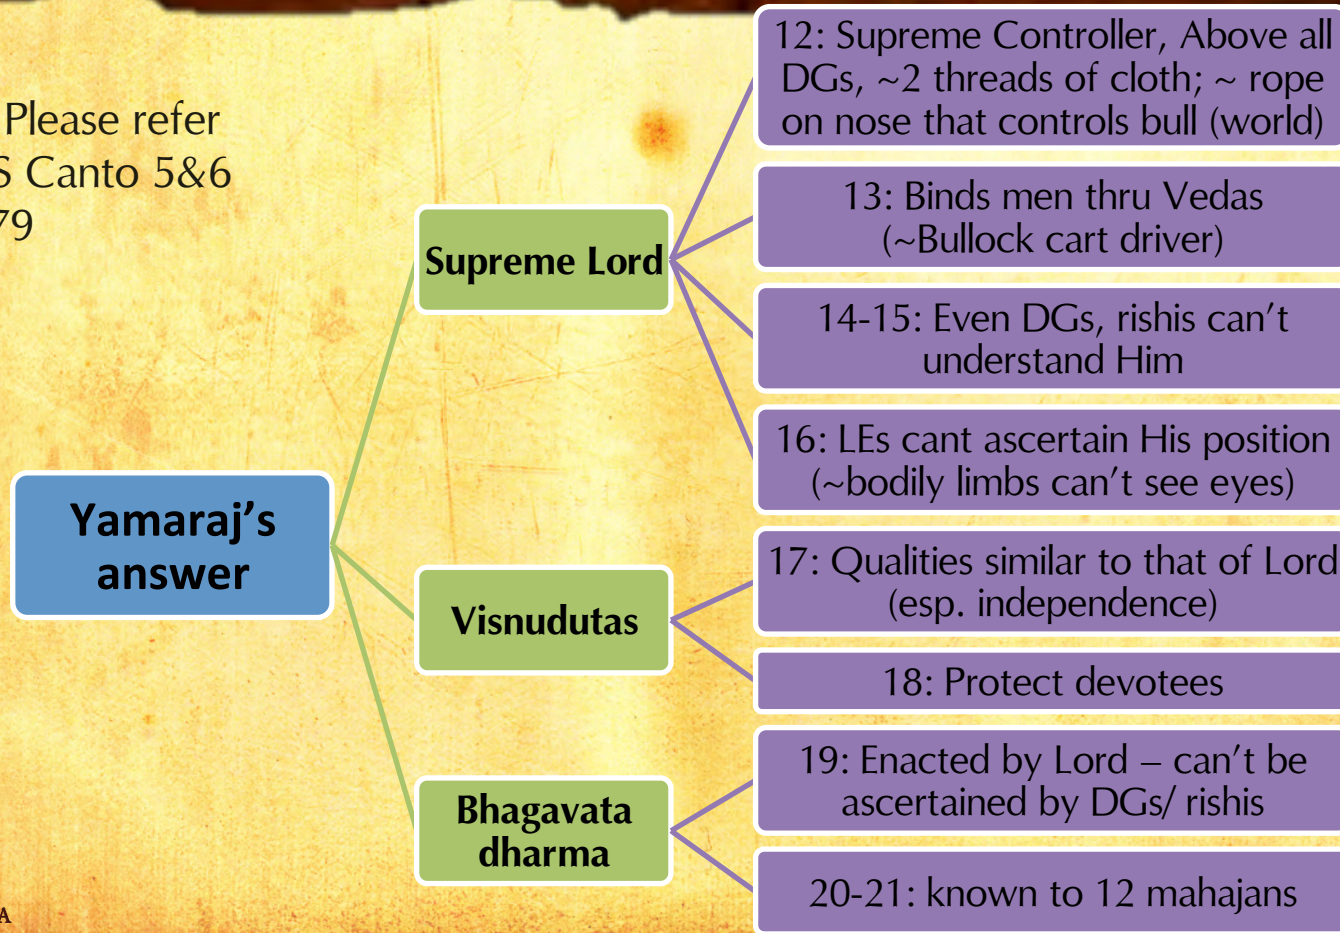 Please refer
S Canto 5&6
79
Yamaraj's
answer
Supreme Lord
12: Supreme Controller, Above all
DGs, ~2 threads of cloth; ~ rope
on nose that controls bull (world)
13: Binds men thru Vedas
(~Bullock cart driver)
14-15: Even DGs, rishis can't
understand Him
16: LEs cant ascertain His position
(~bodily limbs can't see eyes)
Visnudutas
17: Qualities similar to that of Lord
(esp. independence)
18: Protect devotees
Bhagavata
dharma
19: Enacted by Lord – can't be
ascertained by DGs/ rishis
20-21: known to 12 mahajans
A